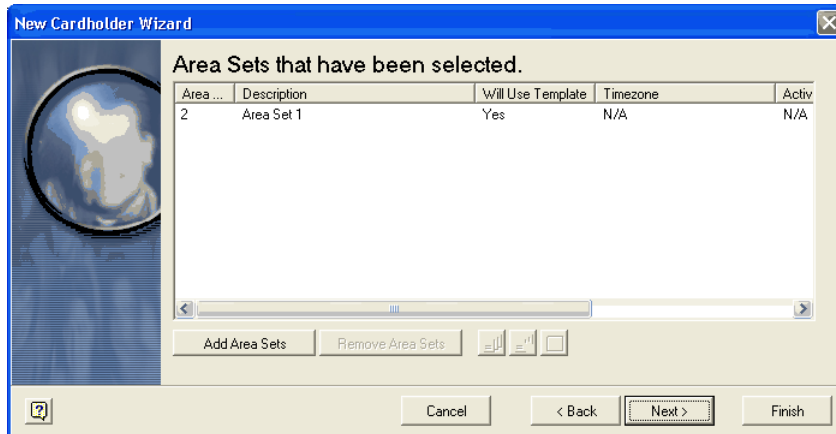 New Cardholder Wizard
Area Sets that have been selected.
Area ... Description Will Use Template Timezone Activ
2 Area Set 1 Yes N/A N/A
Add Area Sets Remove Area Sets
Cancel < Back Next > Finish